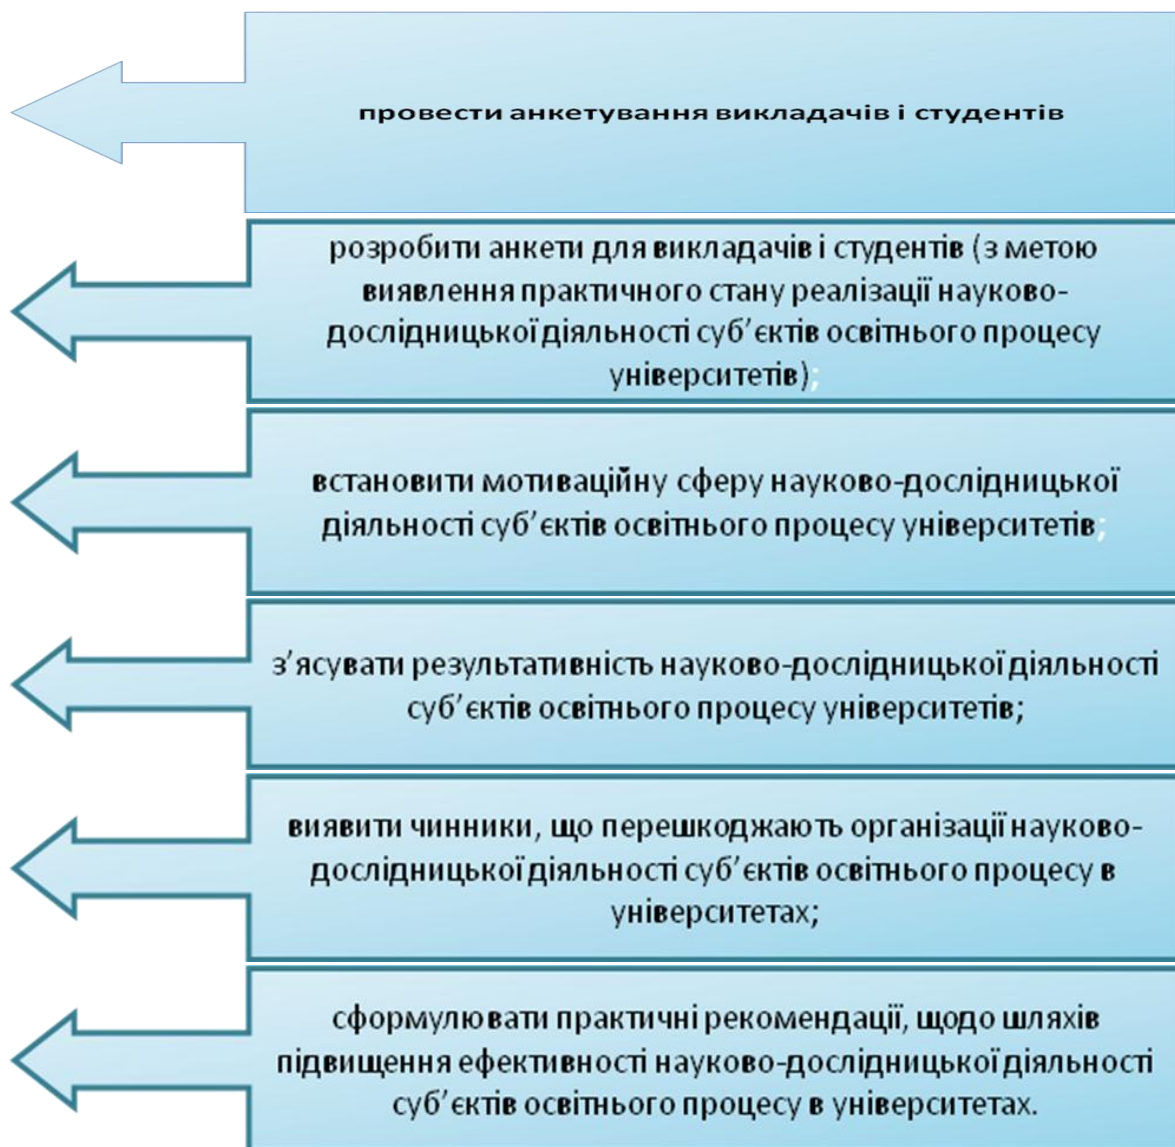 провести анкетування викладачів і студентів
розробити анкети для викладачів і студентів (з метою
виявлення практичного стану реалізації науково-
дослідницької діяльності суб’єктів освітнього процесу
університетів);
встановити мотиваційну сферу науково-дослідницької
діяльності суб’єктів освітнього процесу університетів;
з’ясувати результативність науково-дослідницької діяльності
суб’єктів освітнього процесу університетів;
виявити чинники, що перешкоджають організації науково-
дослідницької діяльності суб’єктів освітнього процесу в
університетах;
сформулювати практичні рекомендації, щодо шляхів
підвищення ефективності науково-дослідницької діяльності
суб’єктів освітнього процесу в університетах.